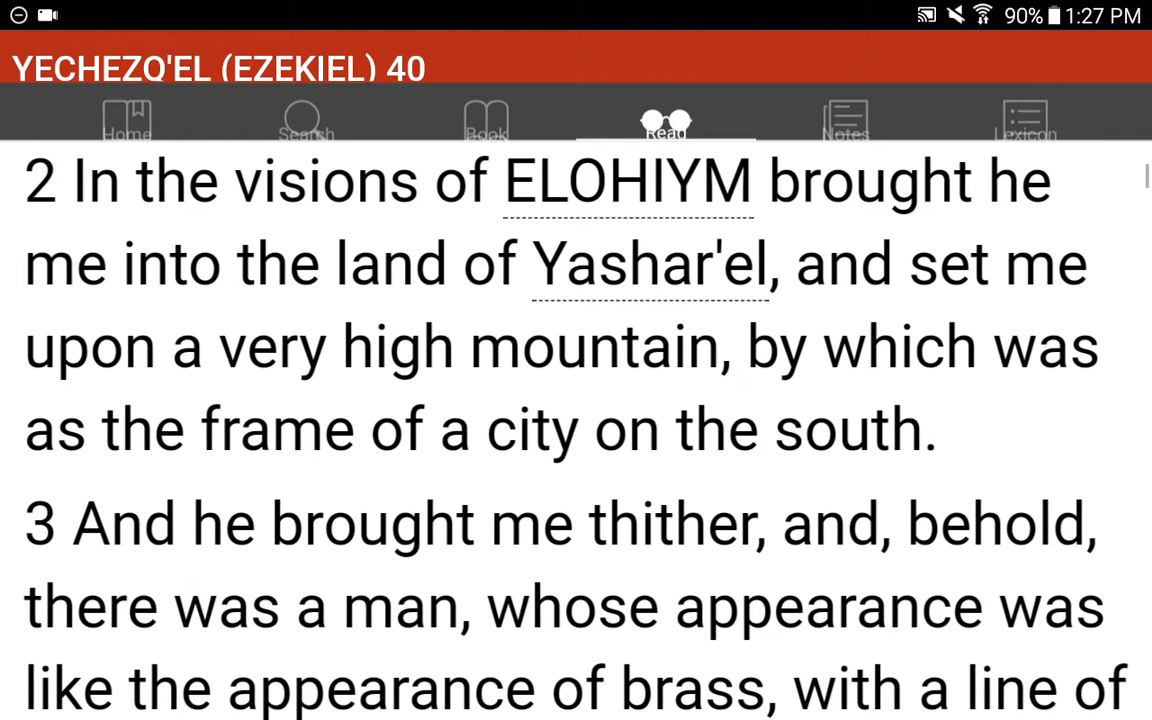 90% 1:27 PM
YECHEZQ'EL (EZEKIEL) 40
Home Search Book Read Notes Lexicon
2 In the visions of ELOHIYM brought he
me into the land of Yashar'el, and set me
upon a very high mountain, by which was
as the frame of a city on the south.
3 And he brought me thither, and, behold,
there was a man, whose appearance was
like the appearance of brass, with a line of